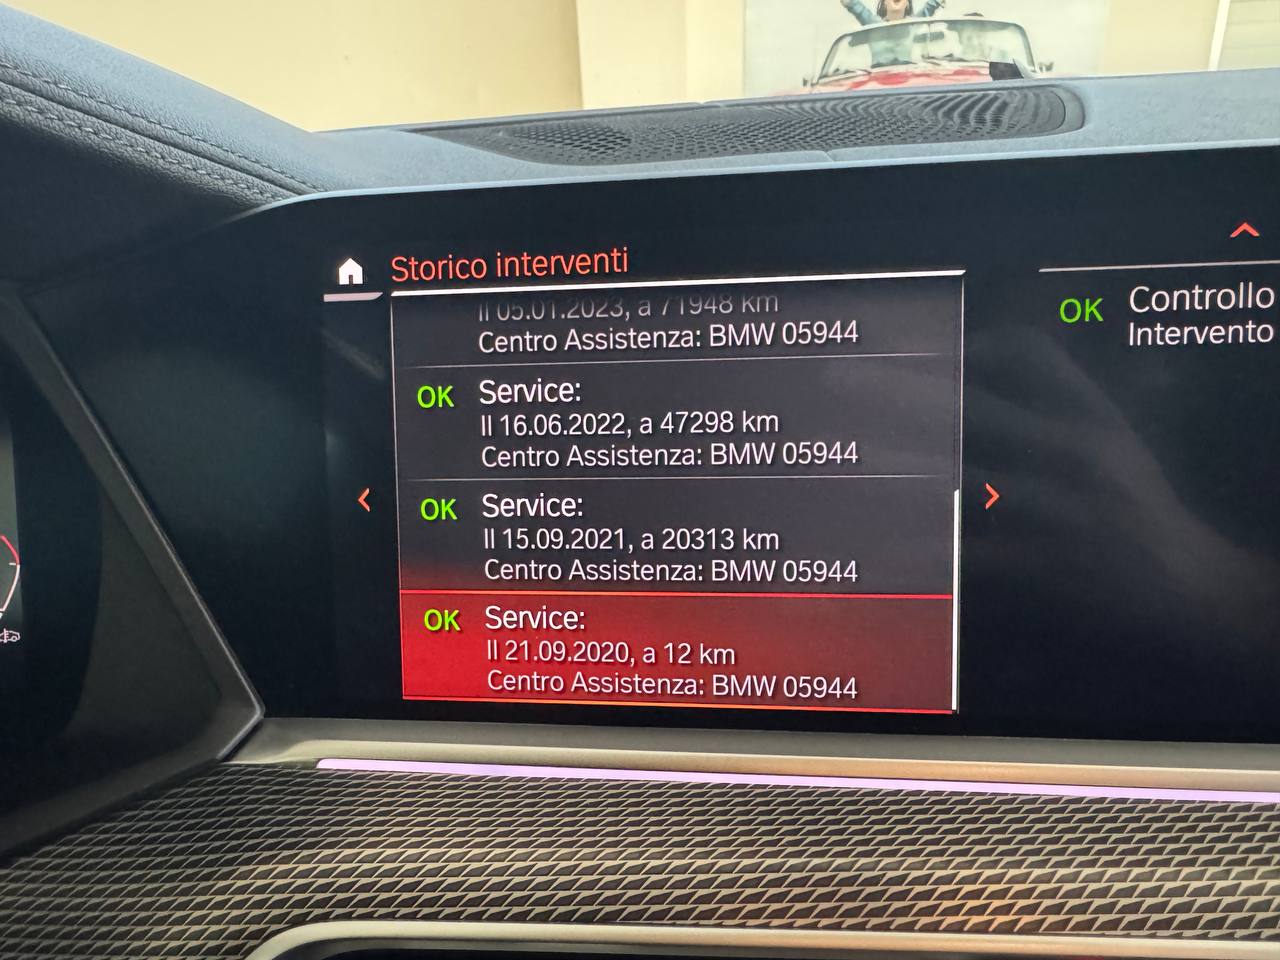 Storico interventi
Il 05.01.2023, a 71948 km
Centro Assistenza: BMW 05944
OK Service:
Il 16.06.2022, a 47298 km
Centro Assistenza: BMW 05944
OK Service:
Il 15.09.2021, a 20313 km
Centro Assistenza: BMW 05944
OK Service:
Il 21.09.2020, a 12 km
Centro Assistenza: BMW 05944
OK Controllo
Intervento